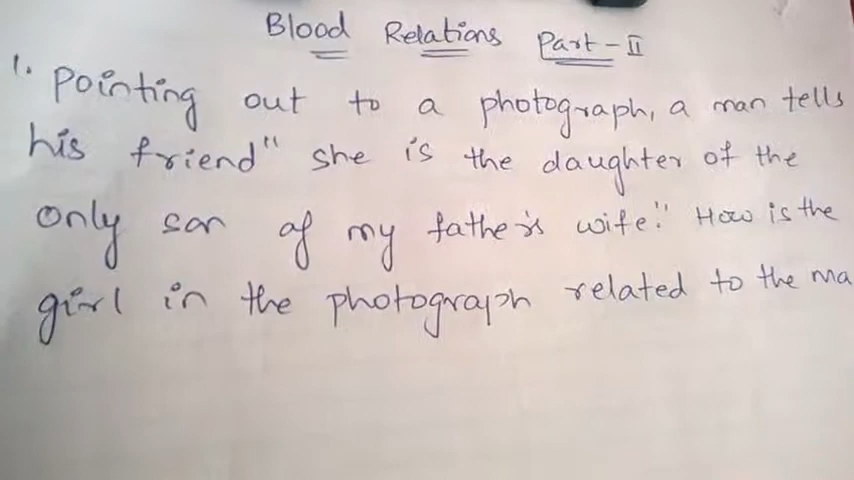 Blood Relations Part-II
1. Pointing out to a photograph, a man tells
his friend" she is the daughter of the
only son of my father's wife." How is the
girl in the photograph related to the ma